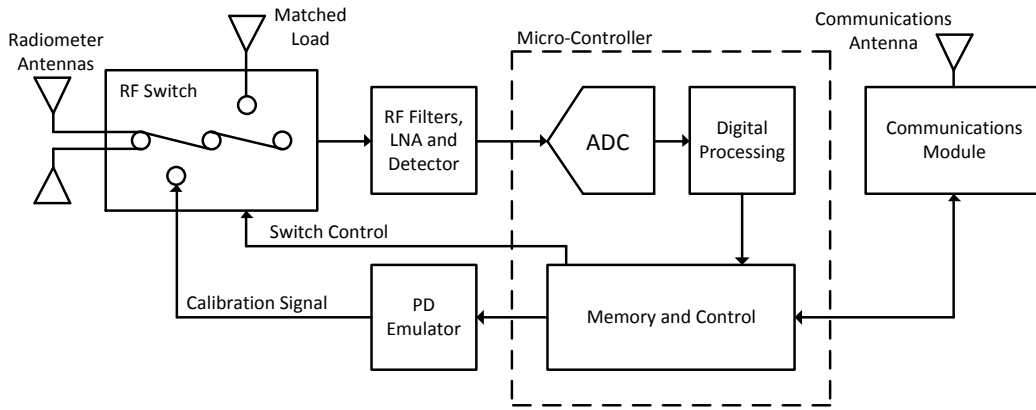 Matched
Load
Radiometer
Antennas
RF Switch
Micro-Controller
Communications
Antenna
RF Filters,
LNA and
Detector
ADC
Digital
Processing
Communications
Module
Switch Control
Calibration Signal
PD
Emulator
Memory and Control